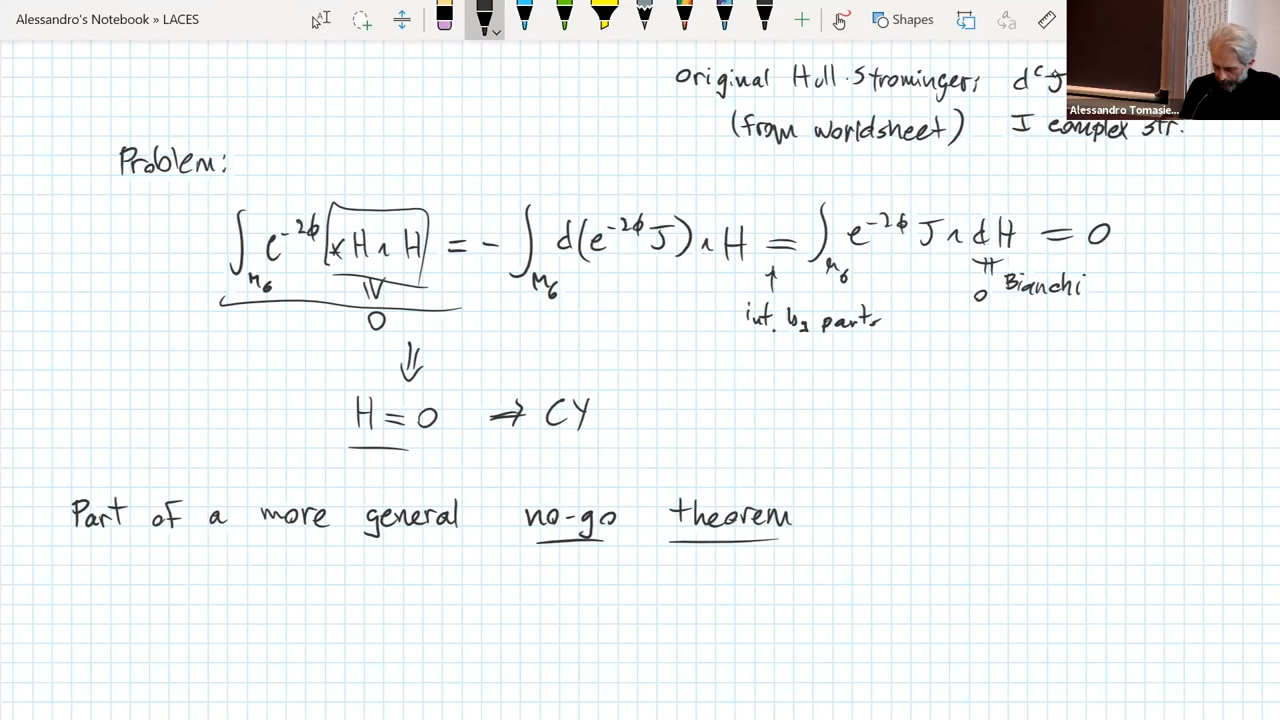 Alessandro's Notebook » LACES
Shapes
Alessandro Tomasie...
original Hull-Strominger; d^c J
(from worldsheet) I complex str.
Problem:
∫_{M_6} e^{-2ϕ} ⋆H∧H = - ∫_{M_6} d(e^{-2ϕ} J)∧H = ∫_{M_6} e^{-2ϕ} J∧dH = 0
∨|
0
↑
int. by parts
||
0
Bianchi
⇓
H = 0 ⇒ CY
Part of a more general no-go theorem